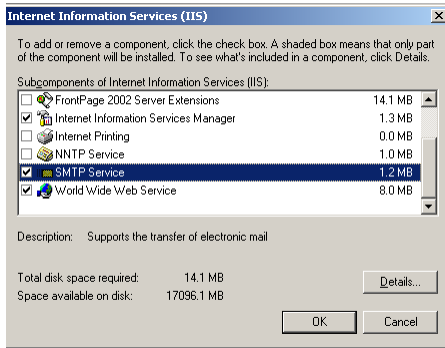 Internet Information Services (IIS)
To add or remove a component, click the check box. A shaded box means that only part
of the component will be installed. To see what's included in a component, click Details.
Subcomponents of Internet Information Services (IIS):
FrontPage 2002 Server Extensions 14.1 MB
Internet Information Services Manager 1.3 MB
Internet Printing 0.0 MB
NNTP Service 1.0 MB
SMTP Service 1.2 MB
World Wide Web Service 8.0 MB
Description: Supports the transfer of electronic mail
Total disk space required: 14.1 MB
Details...
Space available on disk: 17096.1 MB
OK Cancel